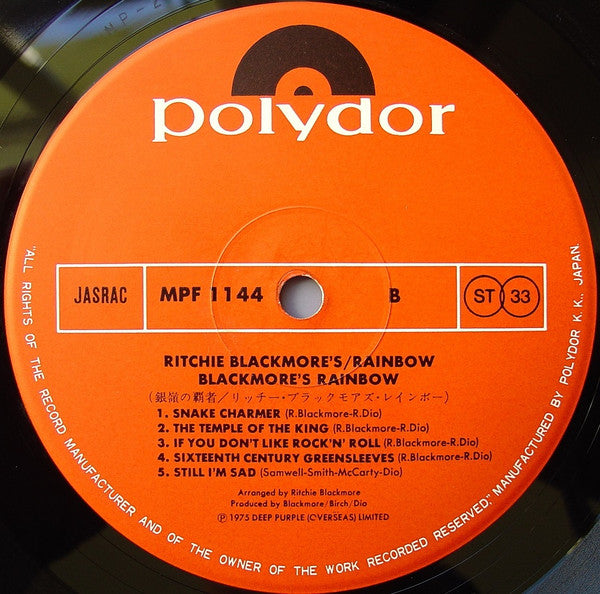 polydor
JASRAC
MPF 1144
B
ST 33
RITCHIE BLACKMORE'S/RAINBOW
BLACKMORE'S RAINBOW
(銀嶺の覇者/リッチー・ブラックモアズ・レインボー)
1. SNAKE CHARMER (R.Blackmore-R.Dio)
2. THE TEMPLE OF THE KING (R.Blackmore-R.Dio)
3. IF YOU DON'T LIKE ROCK'N' ROLL (R.Blackmore-R.Dio)
4. SIXTEENTH CENTURY GREENSLEEVES (R.Blackmore-R.Dio)
5. STILL I'M SAD (Samwell-Smith-McCarty-Dio)
Arranged by Ritchie Blackmore
Produced by Blackmore/Birch/Dio
℗ 1975 DEEP PURPLE (OVERSEAS) LIMITED
"ALL RIGHTS OF THE RECORD MANUFACTURER AND OF THE OWNER OF THE WORK RECORDED RESERVED," MANUFACTURED BY POLYDOR K.K., JAPAN.